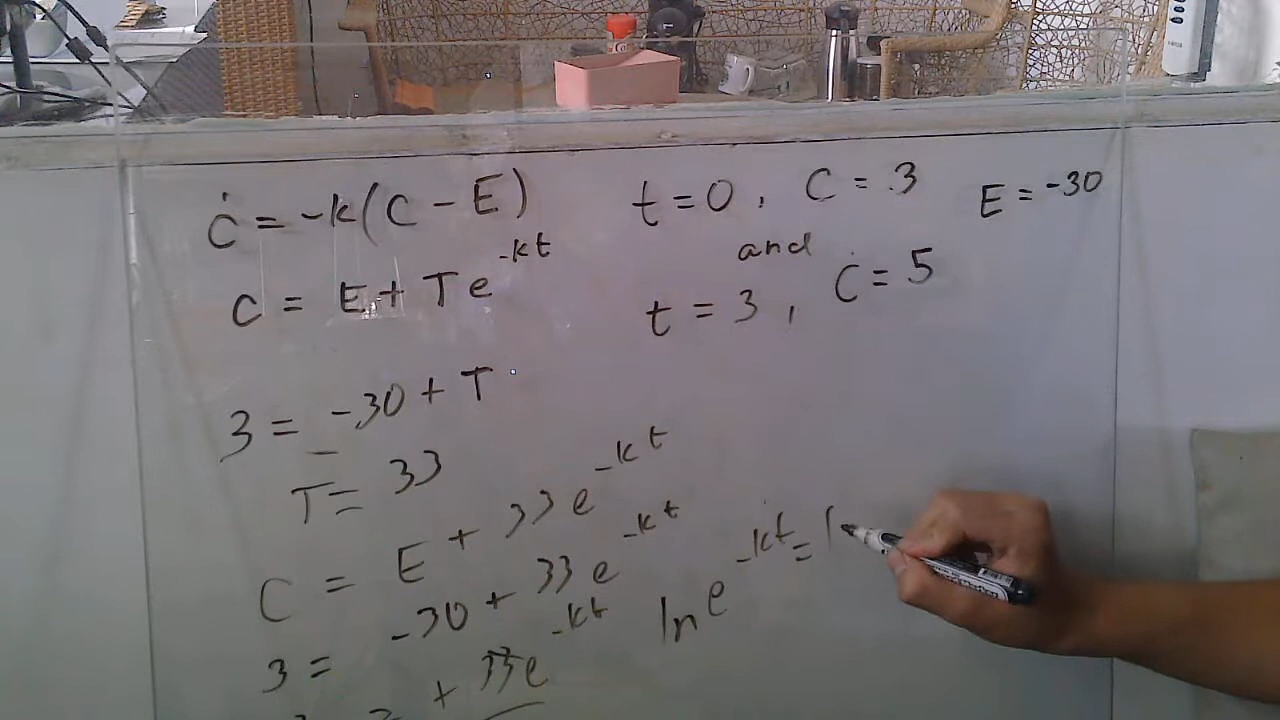 ċ = -k(C - E)
t = 0, C = 3
E = -30
and
C = E + Te^-kt
t = 3, C = 5
3 = -30 + T
T = 33
C = E + 33e^-kt
3 = -30 + 33e^-kt
ln e^-kt =
+ 33e^-kt